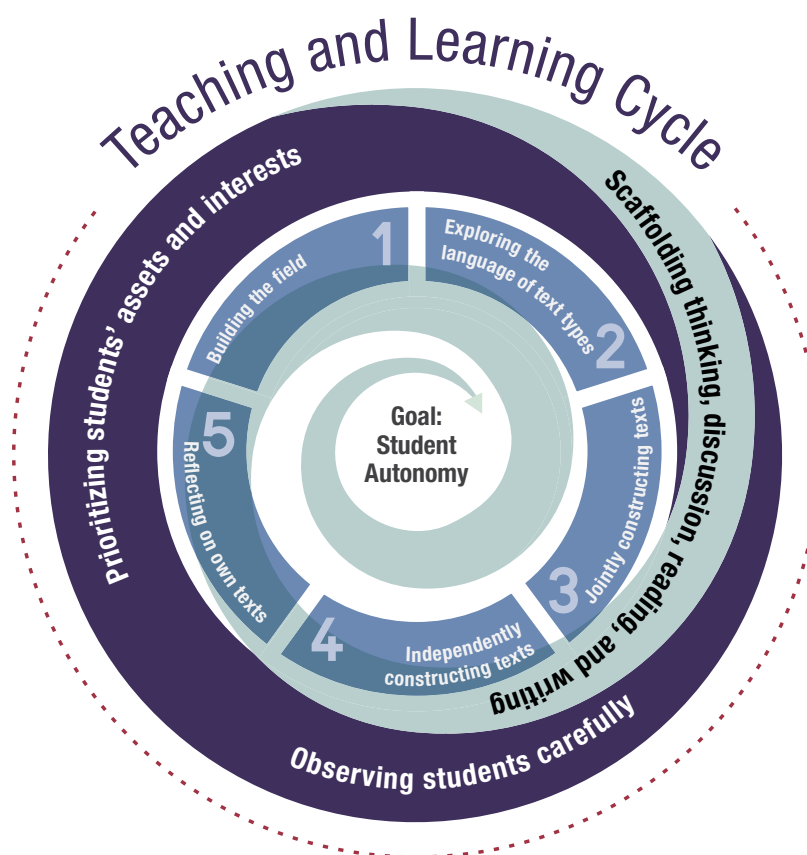 Teaching and Learning Cycle
Prioritizing students’ assets and interests
Scaffolding thinking, discussion, reading, and writing
Observing students carefully
1
Building the field
Exploring the
language of text types
2
3
Jointly constructing texts
4
Independently
constructing texts
5
Reflecting on own texts
Goal:
Student
Autonomy